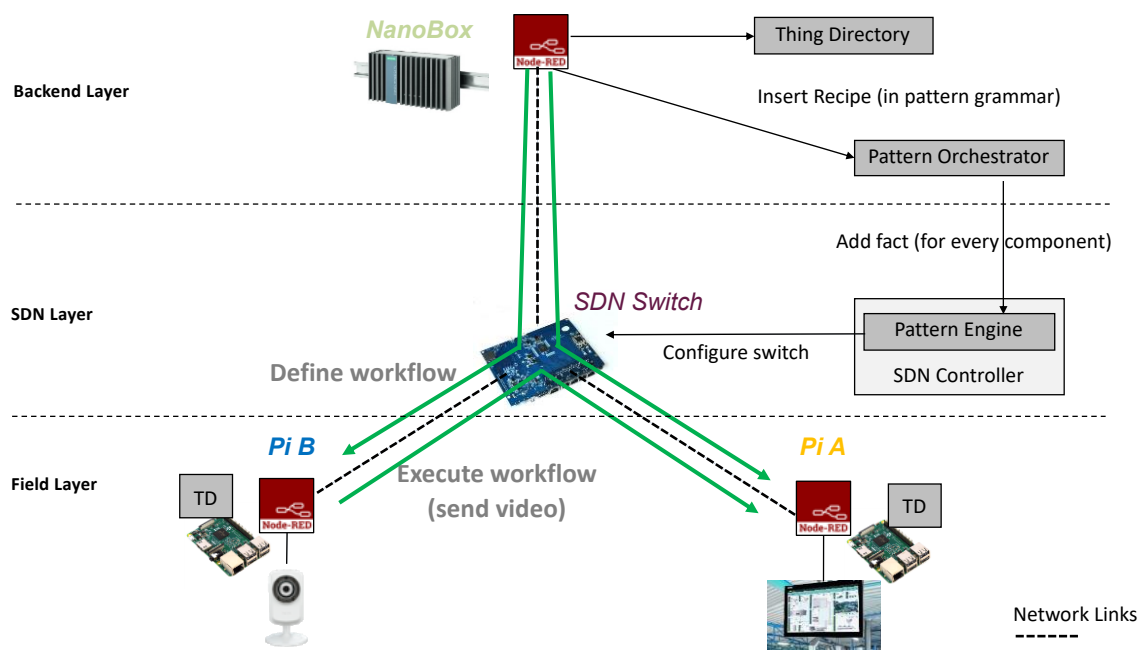 NanoBox
Node-RED
Thing Directory
Backend Layer
Insert Recipe (in pattern grammar)
Pattern Orchestrator
Add fact (for every component)
SDN Switch
SDN Layer
Pattern Engine
Configure switch
SDN Controller
Define workflow
Pi B
Pi A
Execute workflow
(send video)
Field Layer
TD
Node-RED
Node-RED
TD
Network Links